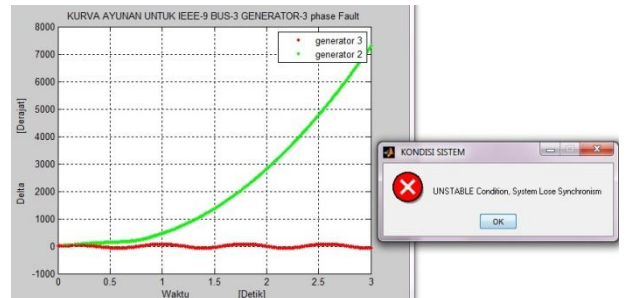 KURVA AYUNAN UNTUK IEEE-9 BUS-3 GENERATOR-3 phase Fault
generator 3
generator 2
8000
7000
6000
5000
4000
3000
2000
1000
0
-1000
Delta [Derajat]
0
0.5
1
1.5
2
2.5
3
Waktu [Detik]
KONDISI SISTEM
UNSTABLE Condition, System Lose Synchronism
OK